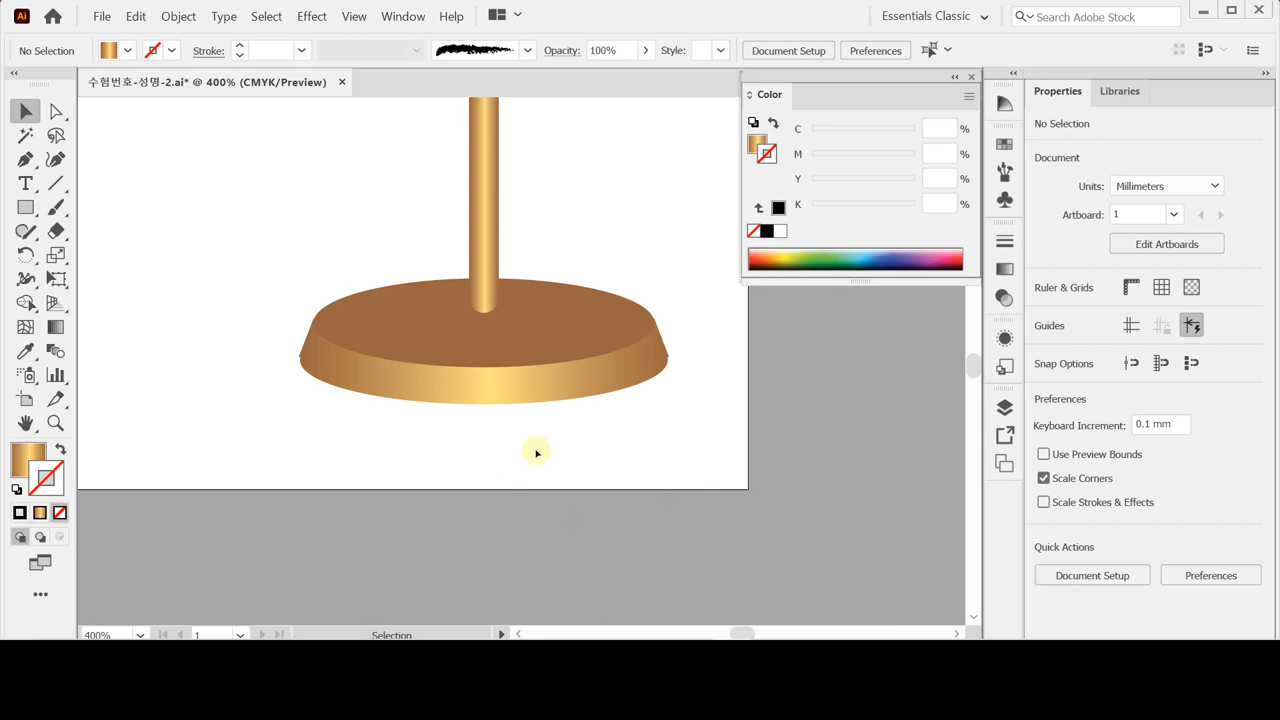 Ai File Edit Object Type Select Effect View Window Help Essentials Classic Search Adobe Stock
No Selection Stroke: Opacity: 100% Style: Document Setup Preferences
수험번호-성명-2.ai* @ 400% (CMYK/Preview)
Color
C %
M %
Y %
K %
Properties Libraries
No Selection
Document
Units: Millimeters
Artboard: 1
Edit Artboards
Ruler & Grids
Guides
Snap Options
Preferences
Keyboard Increment: 0.1 mm
Use Preview Bounds
Scale Corners
Scale Strokes & Effects
Quick Actions
Document Setup Preferences
400% 1 Selection